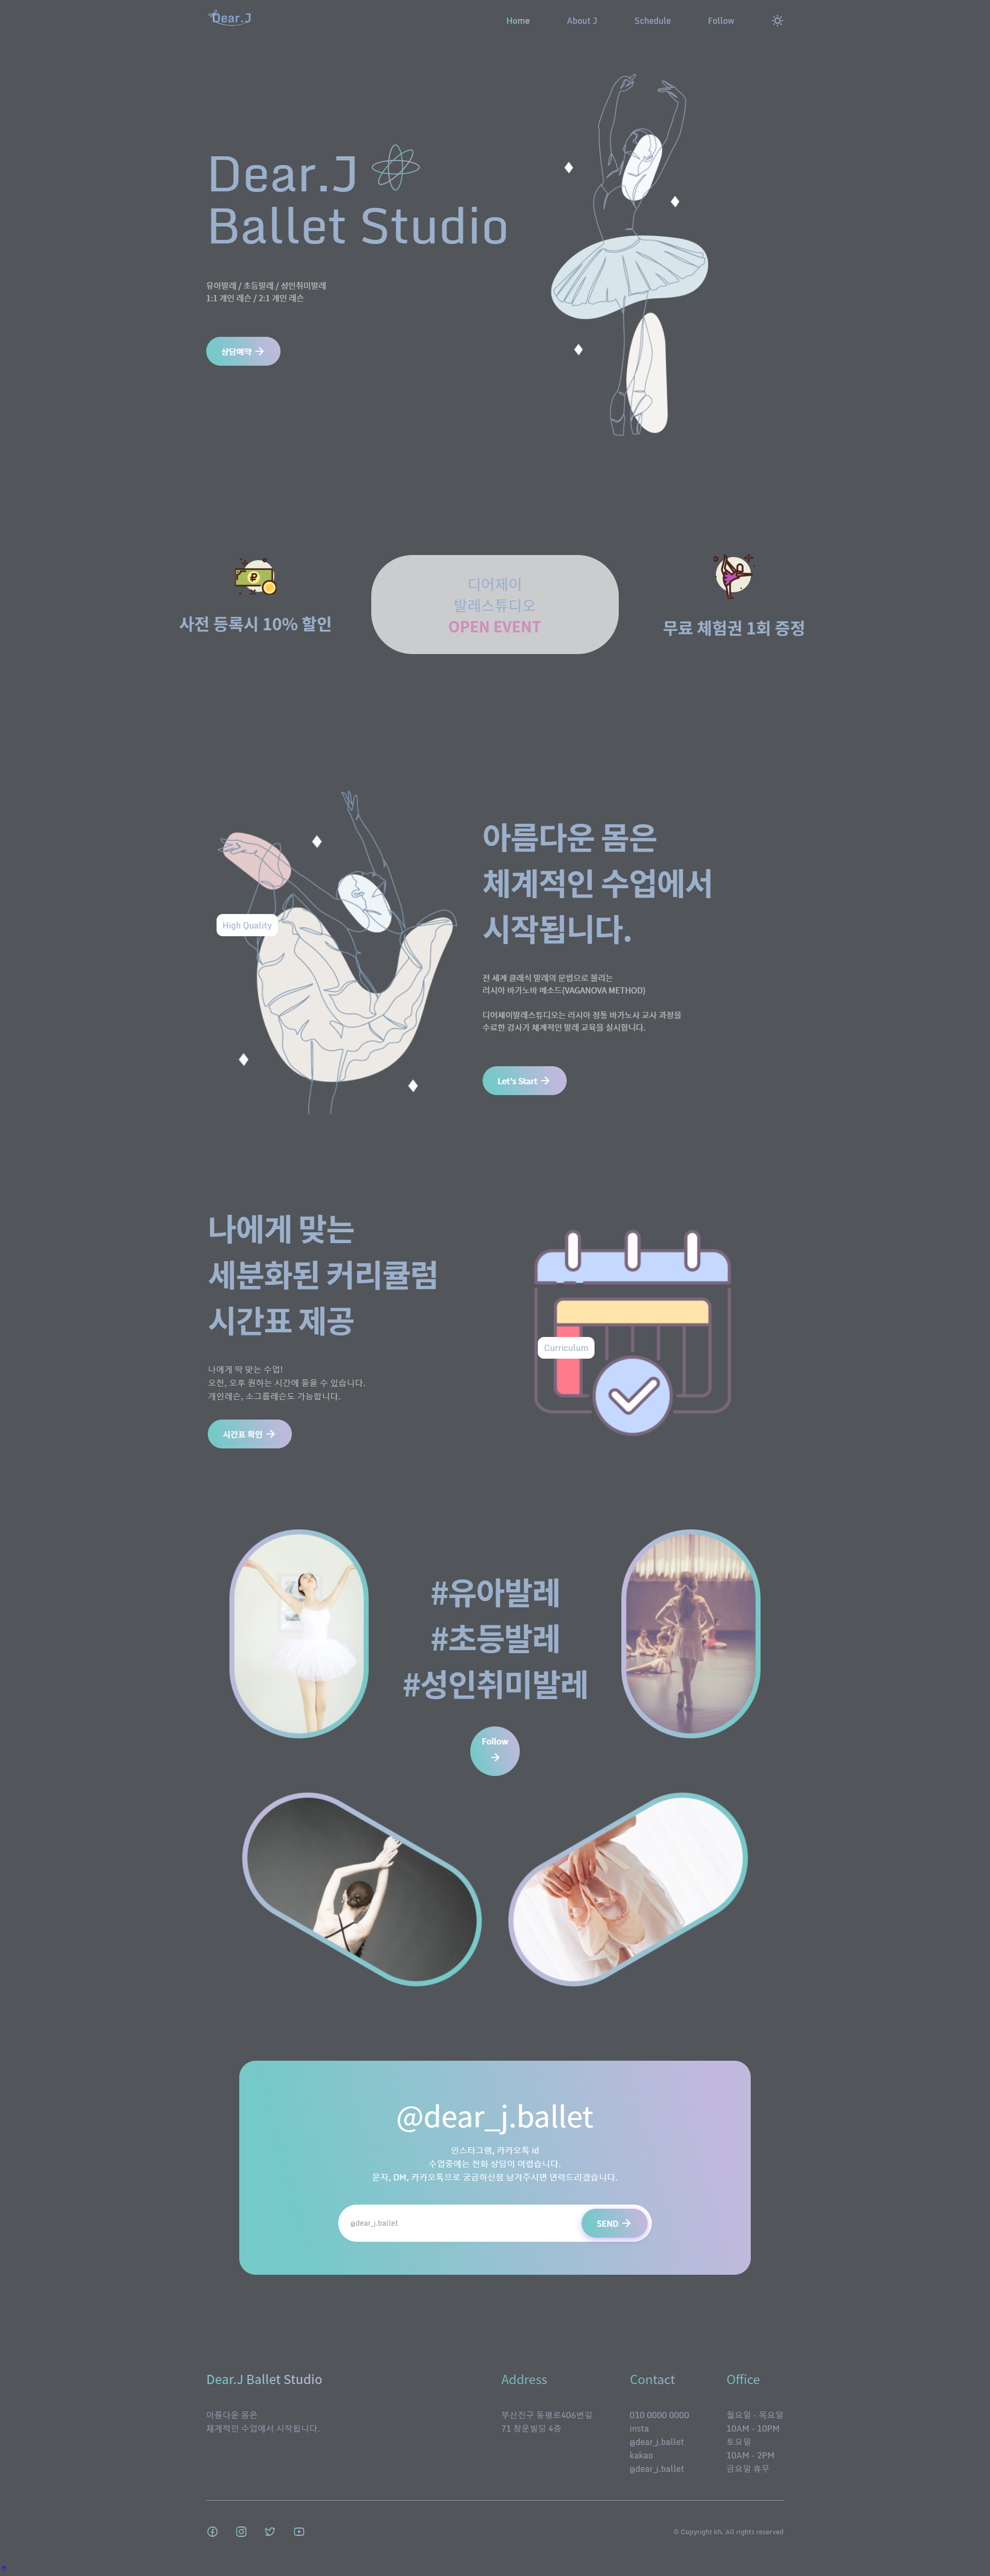 Dear.J
Home
About J
Schedule
Follow
Dear.J
Ballet Studio
유아발레 / 초등발레 / 성인취미발레
1:1 개인 레슨 / 2:1 개인 레슨
상담예약
사전 등록시 10% 할인
디어제이
발레스튜디오
OPEN EVENT
무료 체험권 1회 증정
High Quality
아름다운 몸은
체계적인 수업에서
시작됩니다.
전 세계 클래식 발레의 문법으로 불리는
러시아 바가노바 메소드(VAGANOVA METHOD)
디어제이발레스튜디오는 러시아 정통 바가노사 교사 과정을
수료한 강사가 체계적인 발레 교육을 실시합니다.
Let's Start
나에게 맞는
세분화된 커리큘럼
시간표 제공
나에게 딱 맞는 수업!
오전, 오후 원하는 시간에 들을 수 있습니다.
개인레슨, 소그룹레슨도 가능합니다.
시간표 확인
Curriculum
#유아발레
#초등발레
#성인취미발레
Follow
@dear_j.ballet
인스타그램, 카카오톡 id
수업중에는 전화 상담이 어렵습니다.
문자, DM, 카카오톡으로 궁금하신점 남겨주시면 연락드리겠습니다.
@dear_j.ballet
SEND
Dear.J Ballet Studio
아름다운 몸은
체계적인 수업에서 시작됩니다.
Address
부산진구 동평로406번길
71 창운빌딩 4층
Contact
010 0000 0000
insta
@dear_j.ballet
kakao
@dear_j.ballet
Office
월요일 - 목요일
10AM - 10PM
토요일
10AM - 2PM
금요일 휴무
© Copyright kh. All rights reserved